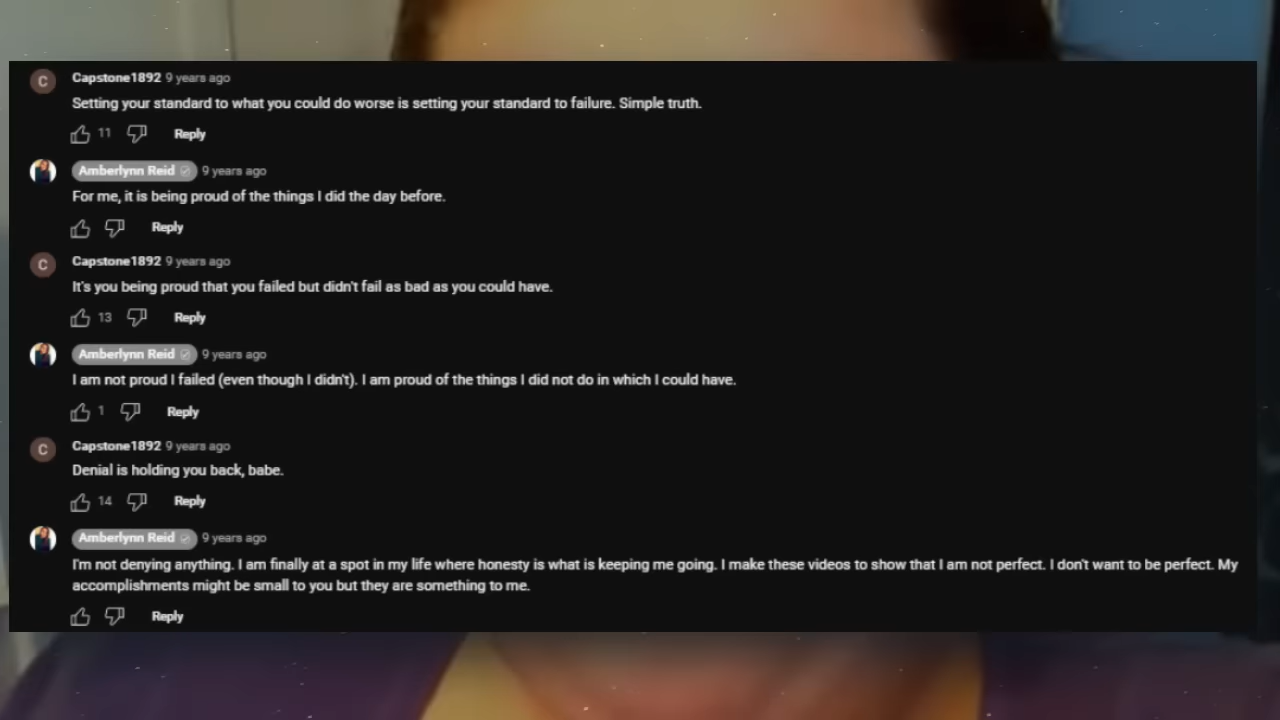 C
Capstone1892 9 years ago
Setting your standard to what you could do worse is setting your standard to failure. Simple truth.
11 Reply
Amberlynn Reid 9 years ago
For me, it is being proud of the things I did the day before.
Reply
C
Capstone1892 9 years ago
It's you being proud that you failed but didn't fail as bad as you could have.
13 Reply
Amberlynn Reid 9 years ago
I am not proud I failed (even though I didn't). I am proud of the things I did not do in which I could have.
1 Reply
C
Capstone1892 9 years ago
Denial is holding you back, babe.
14 Reply
Amberlynn Reid 9 years ago
I'm not denying anything. I am finally at a spot in my life where honesty is what is keeping me going. I make these videos to show that I am not perfect. I don't want to be perfect. My
accomplishments might be small to you but they are something to me.
Reply